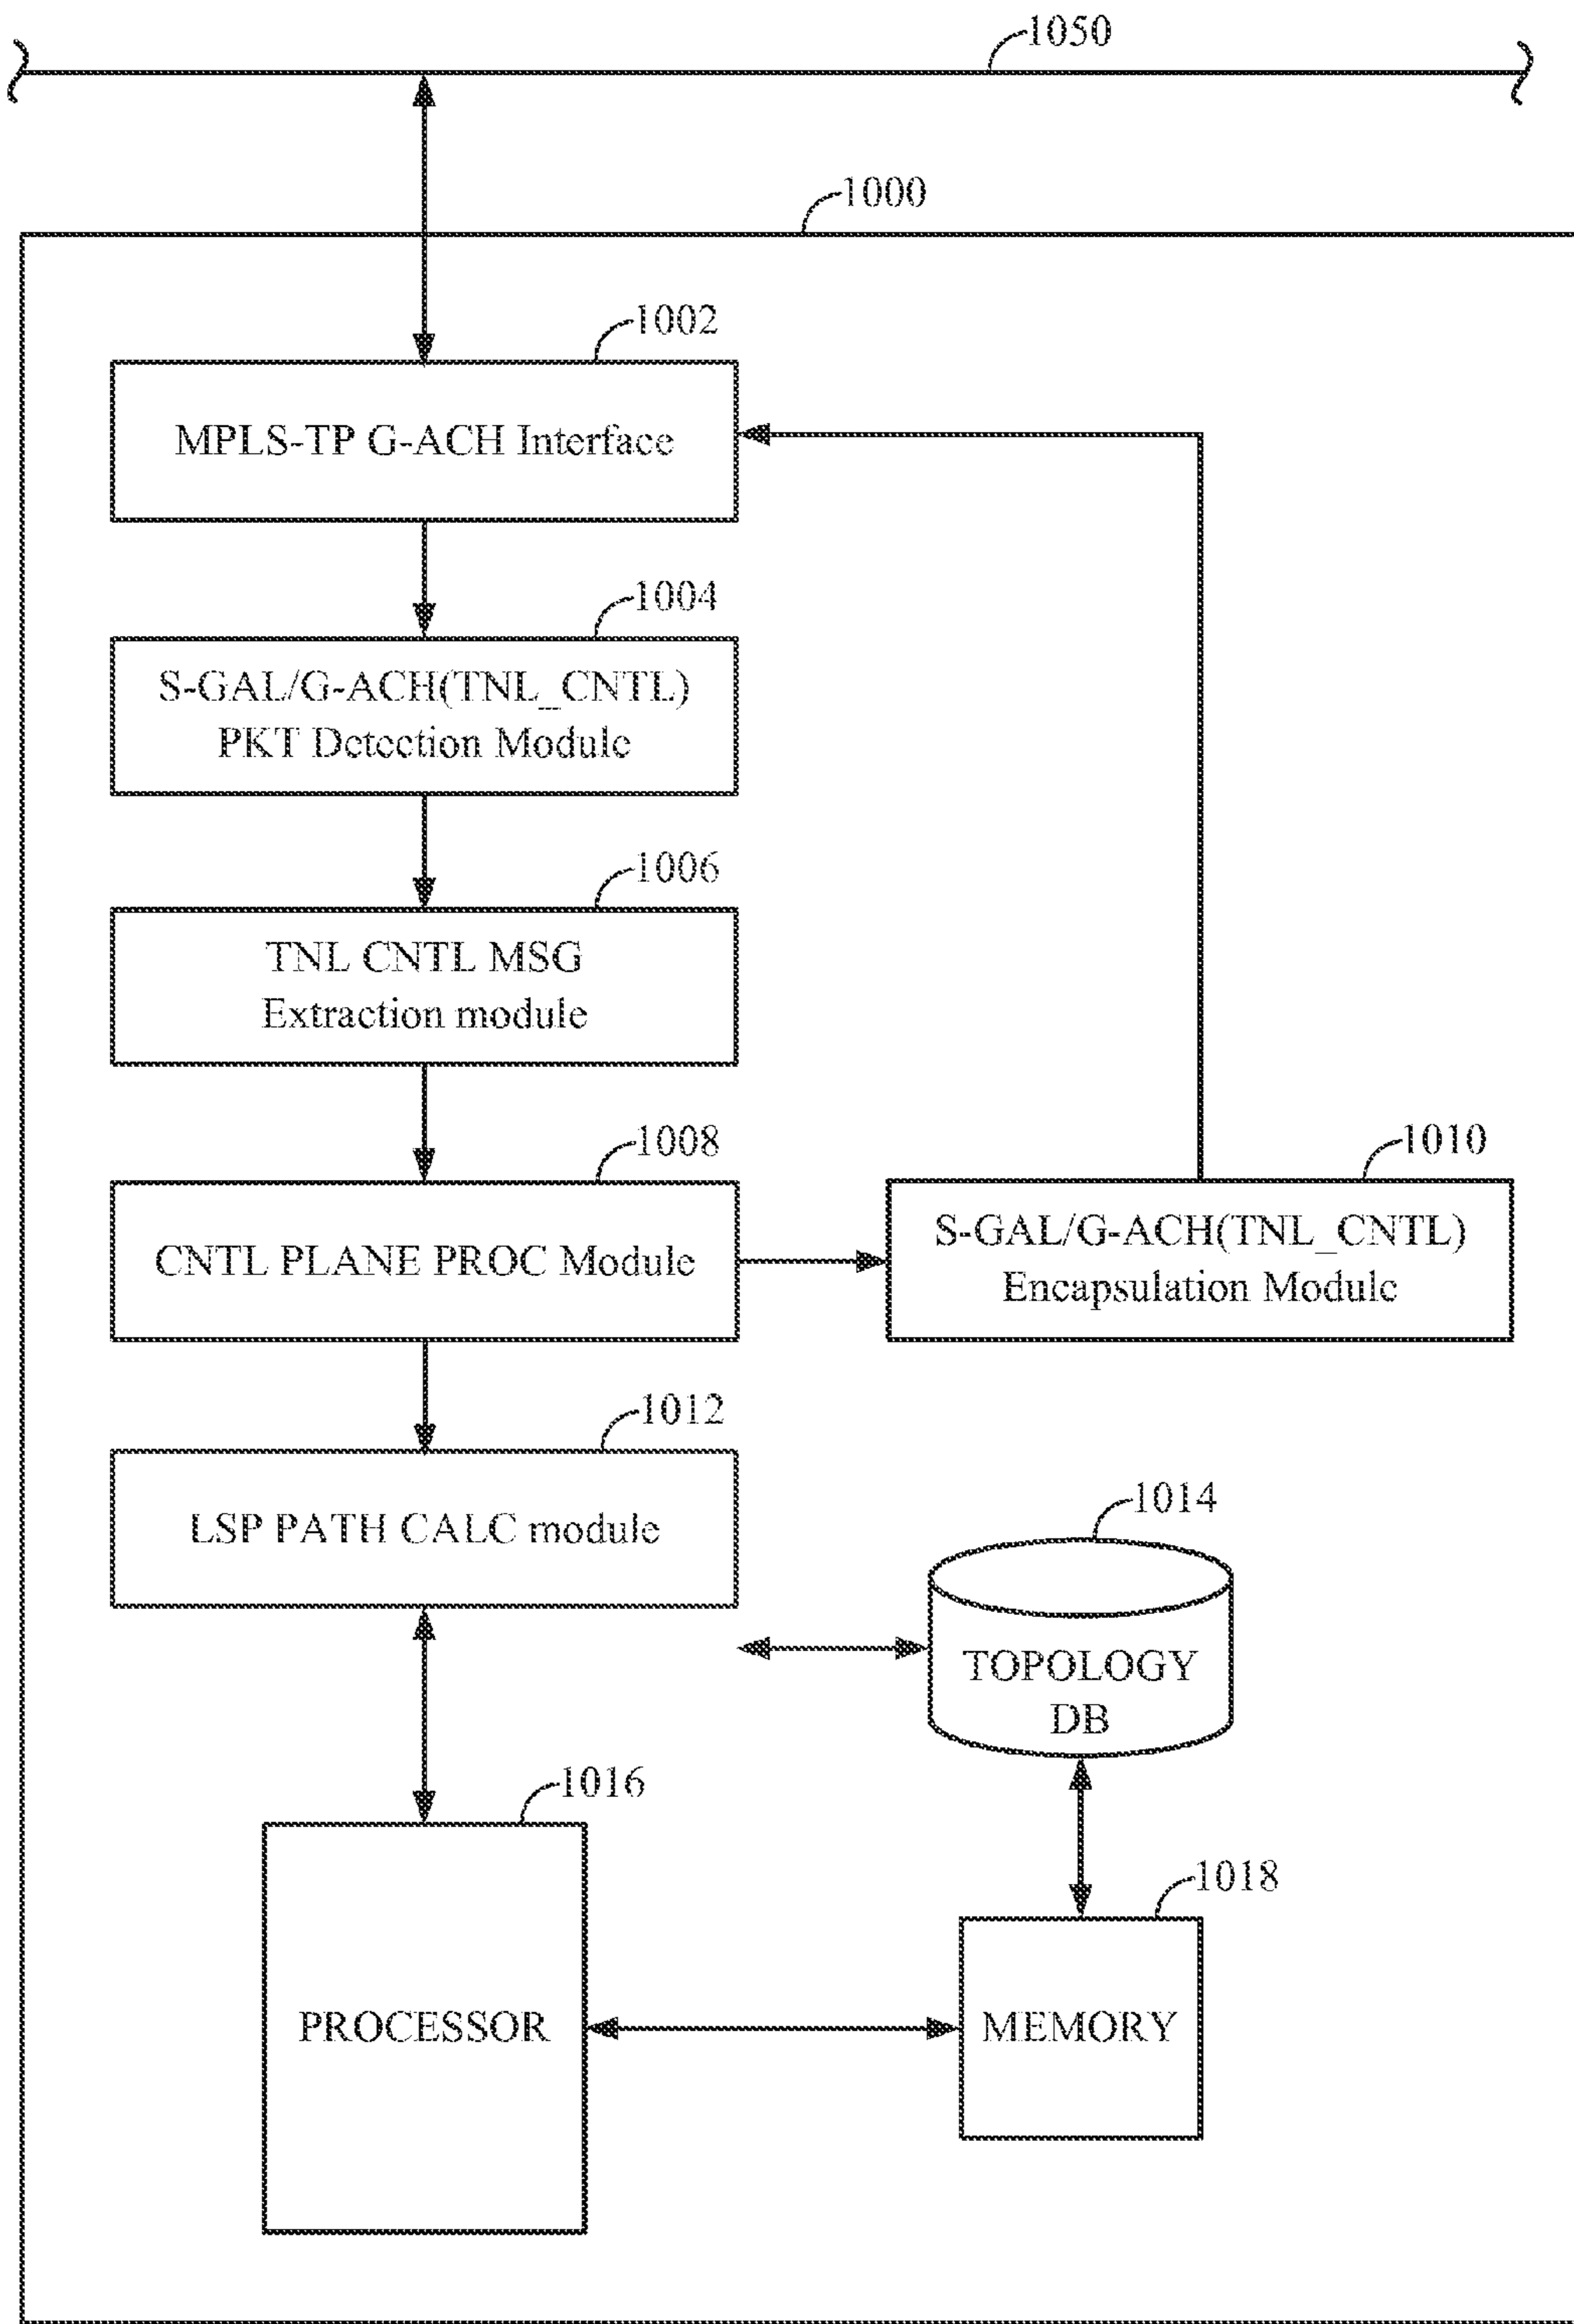 1050
1000
1002
MPLS-TP G-ACH Interface
1004
S-GAL/G-ACH(TNL_CNTL)
PKT Detection Module
1006
TNL CNTL MSG
Extraction module
1008
CNTL PLANE PROC Module
1010
S-GAL/G-ACH(TNL_CNTL)
Encapsulation Module
1012
LSP PATH CALC module
1014
TOPOLOGY
DB
1016
PROCESSOR
1018
MEMORY